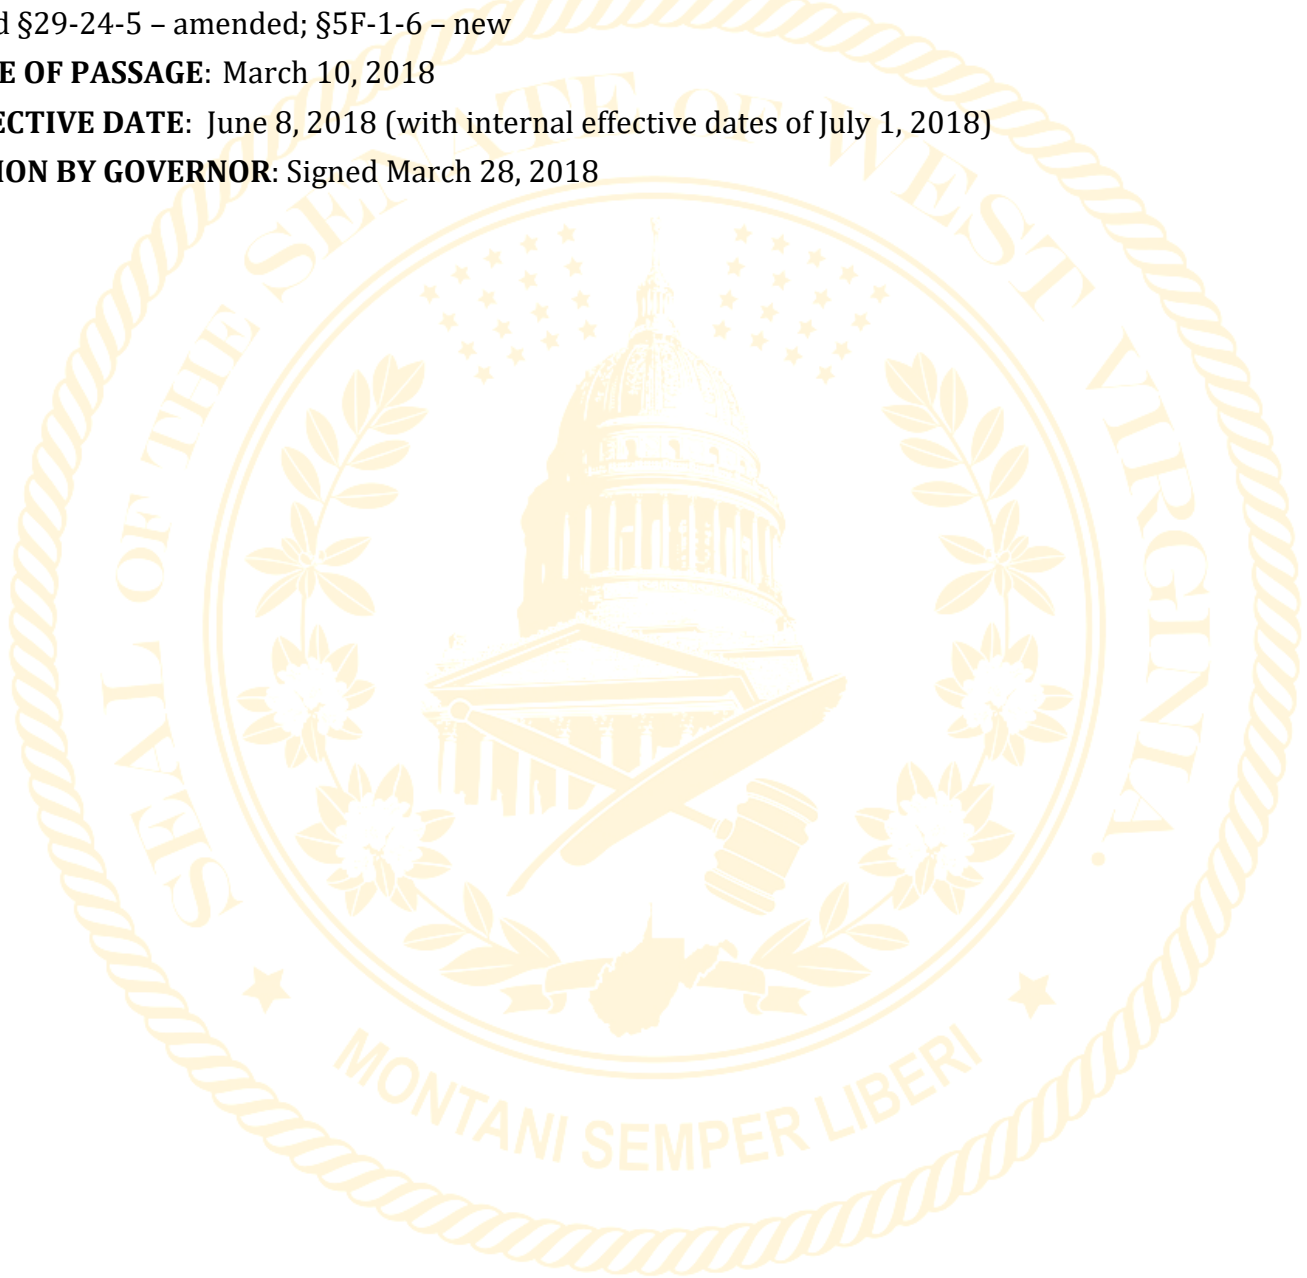 d §29-24-5 – amended; §5F-1-6 – new
E OF PASSAGE: March 10, 2018
ECTIVE DATE: June 8, 2018 (with internal effective dates of July 1, 2018)
ION BY GOVERNOR: Signed March 28, 2018
SEAL OF THE SENATE OF WEST VIRGINIA
MONTANI SEMPER LIBERI